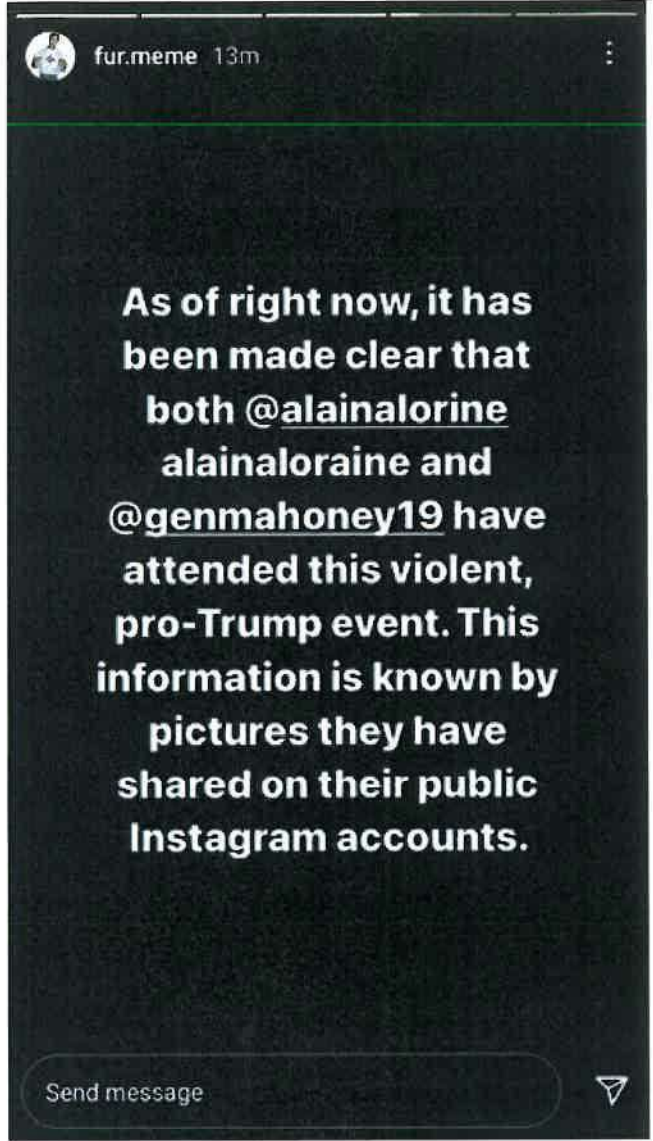 fur.meme 13m
As of right now, it has
been made clear that
both @alainalorine
alainaloraine and
@genmahoney19 have
attended this violent,
pro-Trump event. This
information is known by
pictures they have
shared on their public
Instagram accounts.
Send message